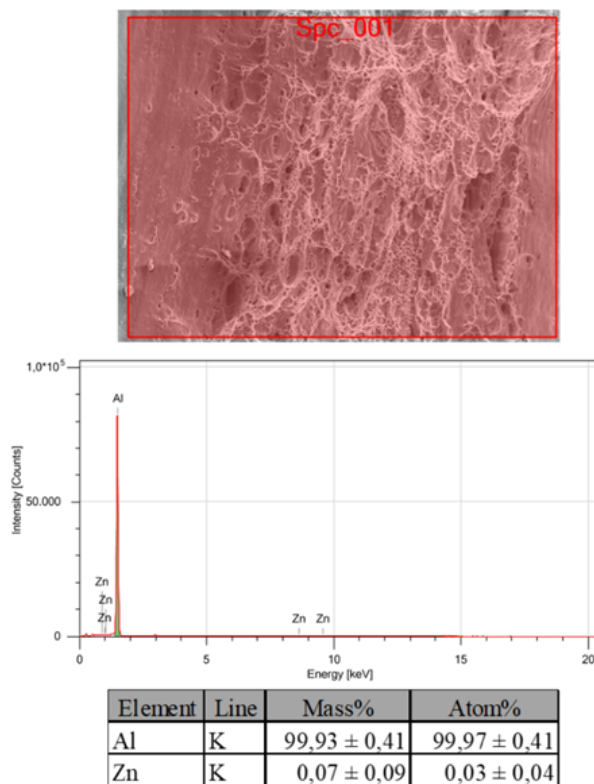 Spc_001
1,0*10^5
Al
Intensity [Counts]
50.000
Zn
Zn
Zn
Zn Zn
0
0 5 10 15 20
Energy [keV]
Element Line Mass% Atom%
Al K 99,93 ± 0,41 99,97 ± 0,41
Zn K 0,07 ± 0,09 0,03 ± 0,04